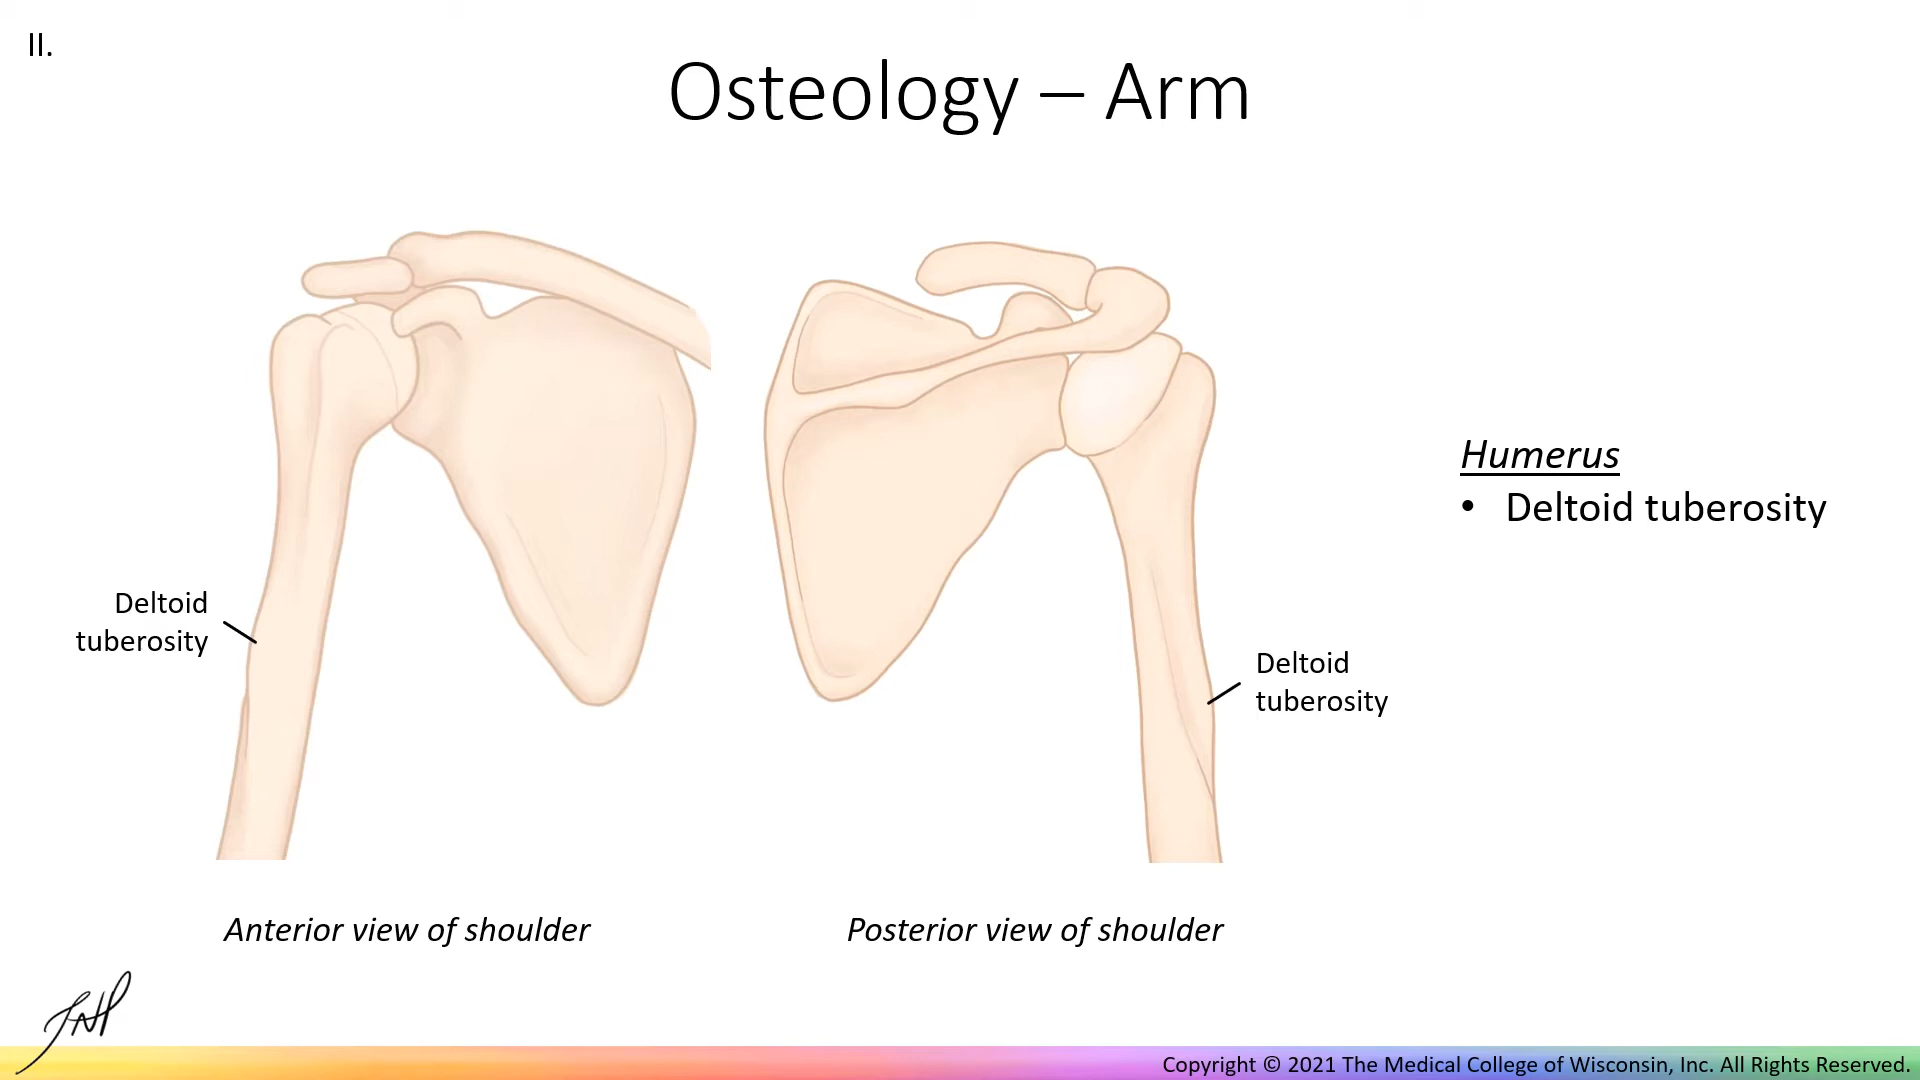 II.
Osteology – Arm
Deltoid
tuberosity
Deltoid
tuberosity
Humerus
• Deltoid tuberosity
Anterior view of shoulder
Posterior view of shoulder
Copyright © 2021 The Medical College of Wisconsin, Inc. All Rights Reserved.